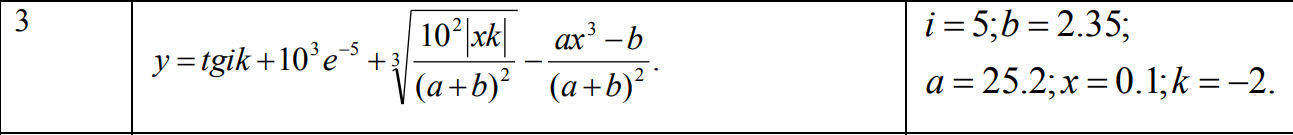 3
y = tgik + 10³e⁻⁵ + ∛(10²|xk| / (a+b)²) − (ax³ − b) / (a+b)² .
i = 5; b = 2.35;
a = 25.2; x = 0.1; k = −2.